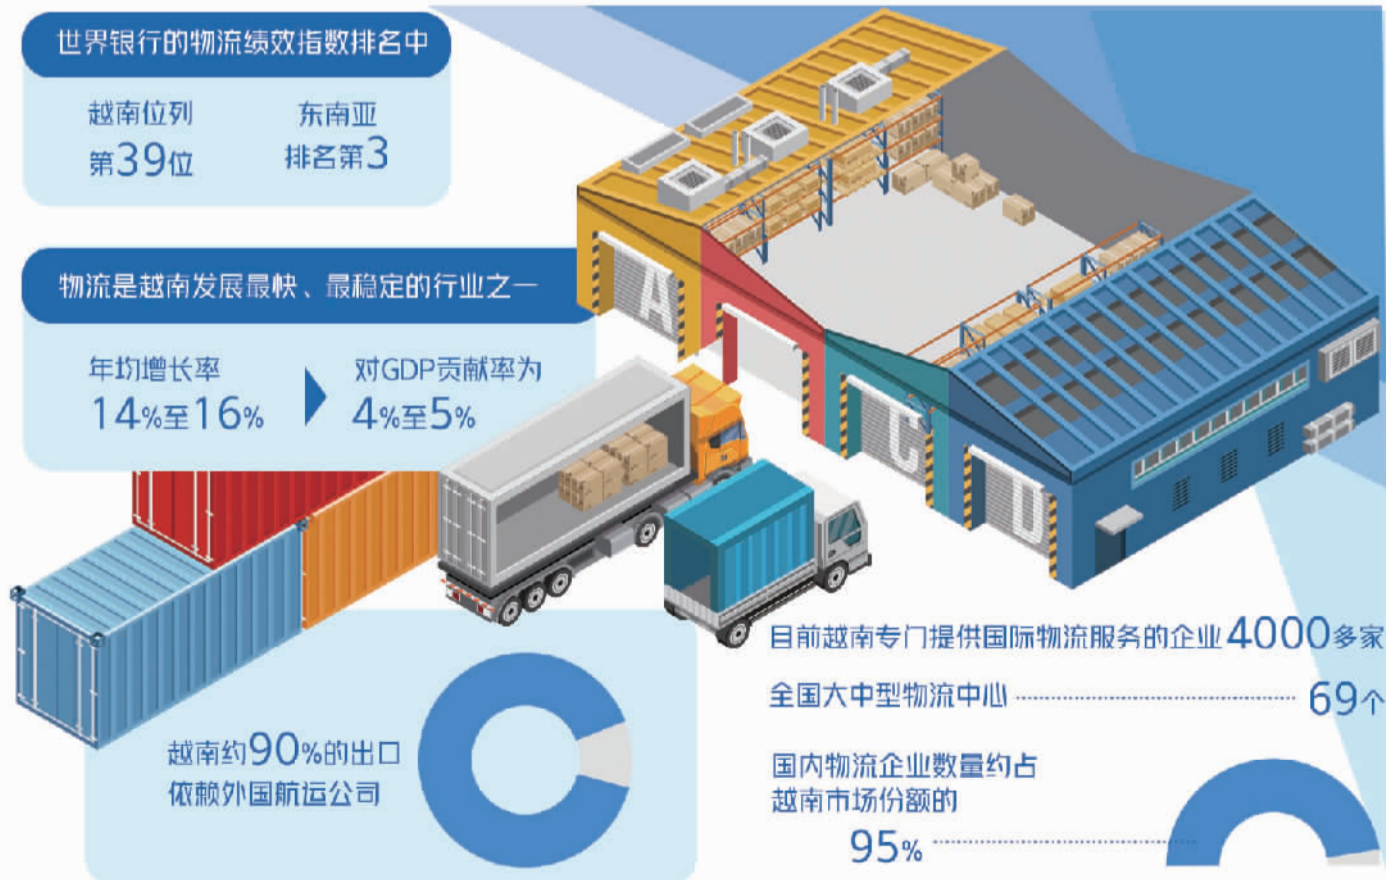 世界银行的物流绩效指数排名中
越南位列
第39位
东南亚
排名第3
物流是越南发展最快、最稳定的行业之一
年均增长率
14%至16%
对GDP贡献率为
4%至5%
A
C
D
目前越南专门提供国际物流服务的企业4000多家
全国大中型物流中心 69个
越南约90%的出口
依赖外国航运公司
国内物流企业数量约占
越南市场份额的
95%